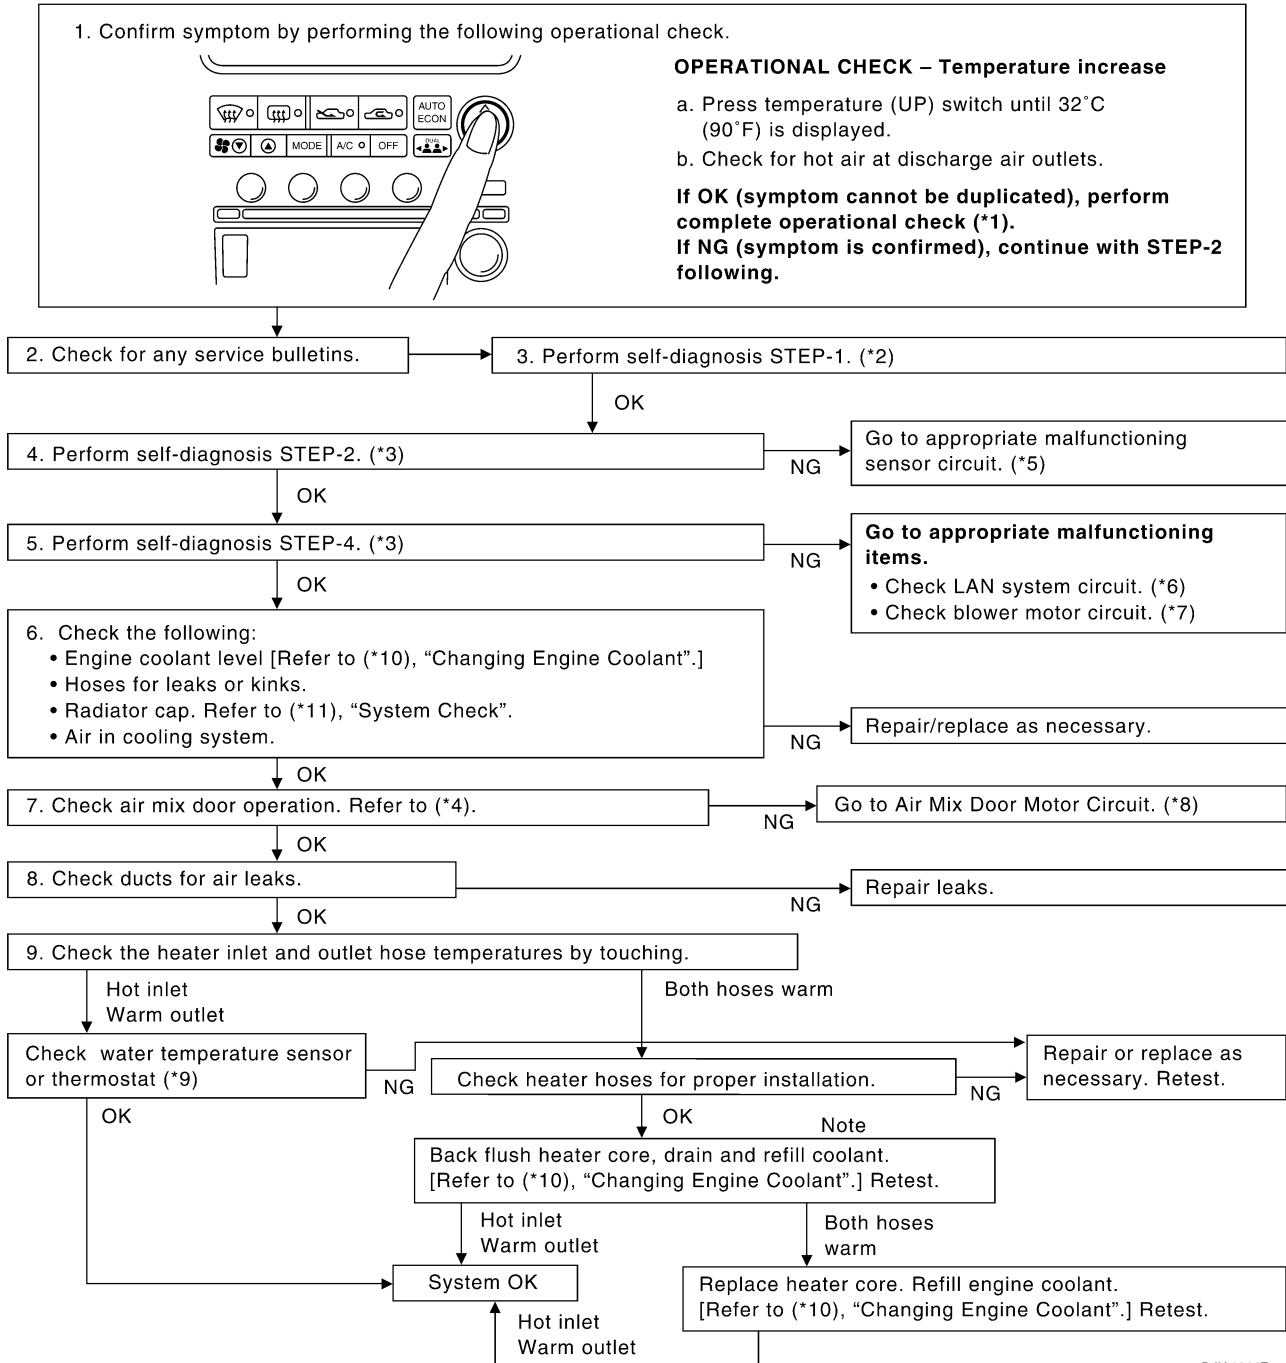 1. Confirm symptom by performing the following operational check.
AUTO
ECON
MODE
A/C
OFF
DUAL
OPERATIONAL CHECK – Temperature increase
a. Press temperature (UP) switch until 32˚C
(90˚F) is displayed.
b. Check for hot air at discharge air outlets.
If OK (symptom cannot be duplicated), perform
complete operational check (*1).
If NG (symptom is confirmed), continue with STEP-2
following.
2. Check for any service bulletins.
3. Perform self-diagnosis STEP-1. (*2)
OK
4. Perform self-diagnosis STEP-2. (*3)
NG
Go to appropriate malfunctioning
sensor circuit. (*5)
OK
5. Perform self-diagnosis STEP-4. (*3)
NG
Go to appropriate malfunctioning
items.
• Check LAN system circuit. (*6)
• Check blower motor circuit. (*7)
OK
6. Check the following:
• Engine coolant level [Refer to (*10), “Changing Engine Coolant”.]
• Hoses for leaks or kinks.
• Radiator cap. Refer to (*11), “System Check”.
• Air in cooling system.
NG
Repair/replace as necessary.
OK
7. Check air mix door operation. Refer to (*4).
NG
Go to Air Mix Door Motor Circuit. (*8)
OK
8. Check ducts for air leaks.
NG
Repair leaks.
OK
9. Check the heater inlet and outlet hose temperatures by touching.
Hot inlet
Warm outlet
Both hoses warm
Check water temperature sensor
or thermostat (*9)
NG
Check heater hoses for proper installation.
NG
Repair or replace as
necessary. Retest.
OK
OK
Note
Back flush heater core, drain and refill coolant.
[Refer to (*10), “Changing Engine Coolant”.] Retest.
Hot inlet
Warm outlet
Both hoses
warm
System OK
Replace heater core. Refill engine coolant.
[Refer to (*10), “Changing Engine Coolant”.] Retest.
Hot inlet
Warm outlet